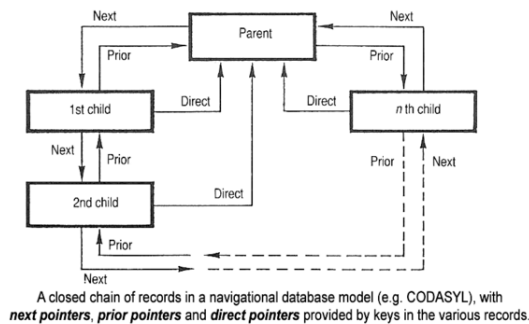 Next
Parent
Next
Prior
Prior
1st child
Direct
Direct
n th child
Next
Prior
Prior
Next
2nd child
Direct
Prior
Next
A closed chain of records in a navigational database model (e.g. CODASYL), with
next pointers, prior pointers and direct pointers provided by keys in the various records.